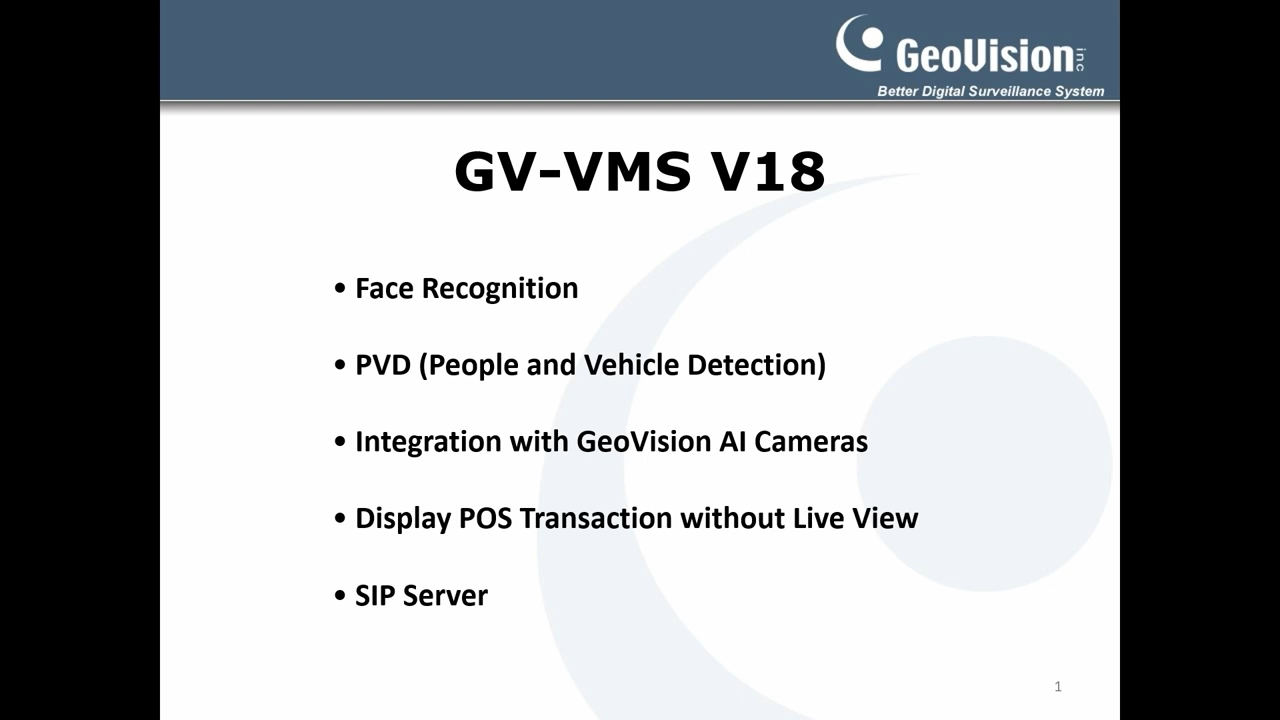 GeoVision inc
Better Digital Surveillance System
GV-VMS V18
• Face Recognition
• PVD (People and Vehicle Detection)
• Integration with GeoVision AI Cameras
• Display POS Transaction without Live View
• SIP Server
1